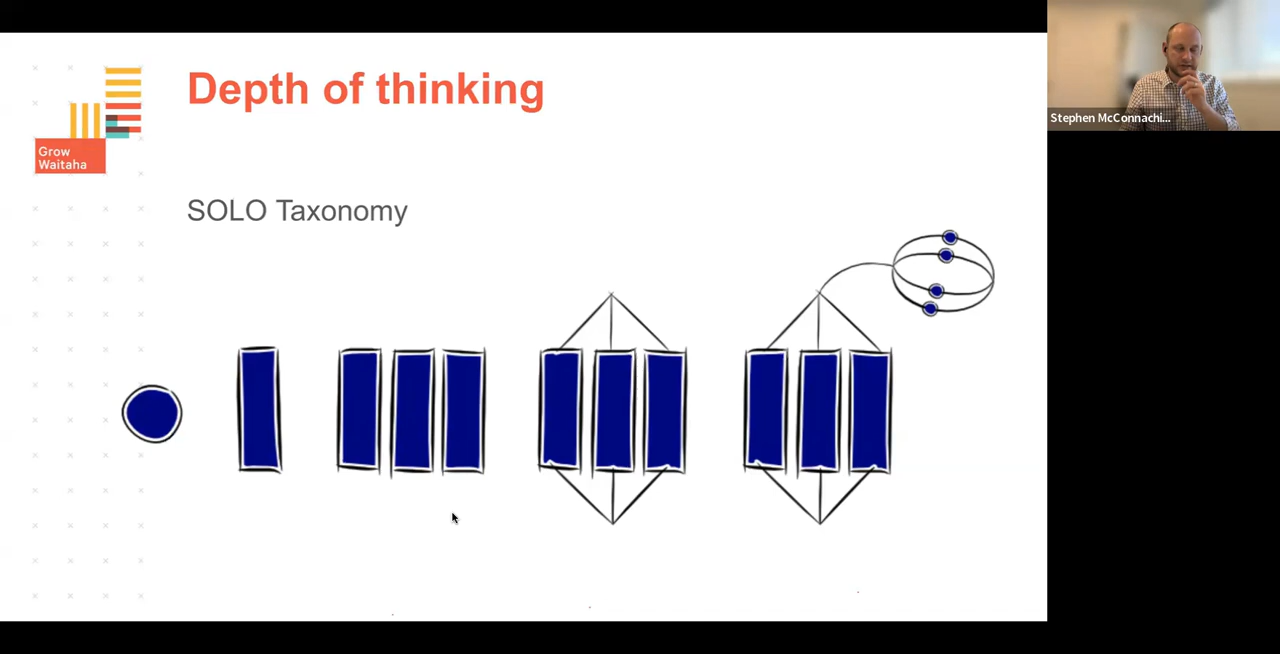 Depth of thinking
Grow
Waitaha
SOLO Taxonomy
Stephen McConnachi...